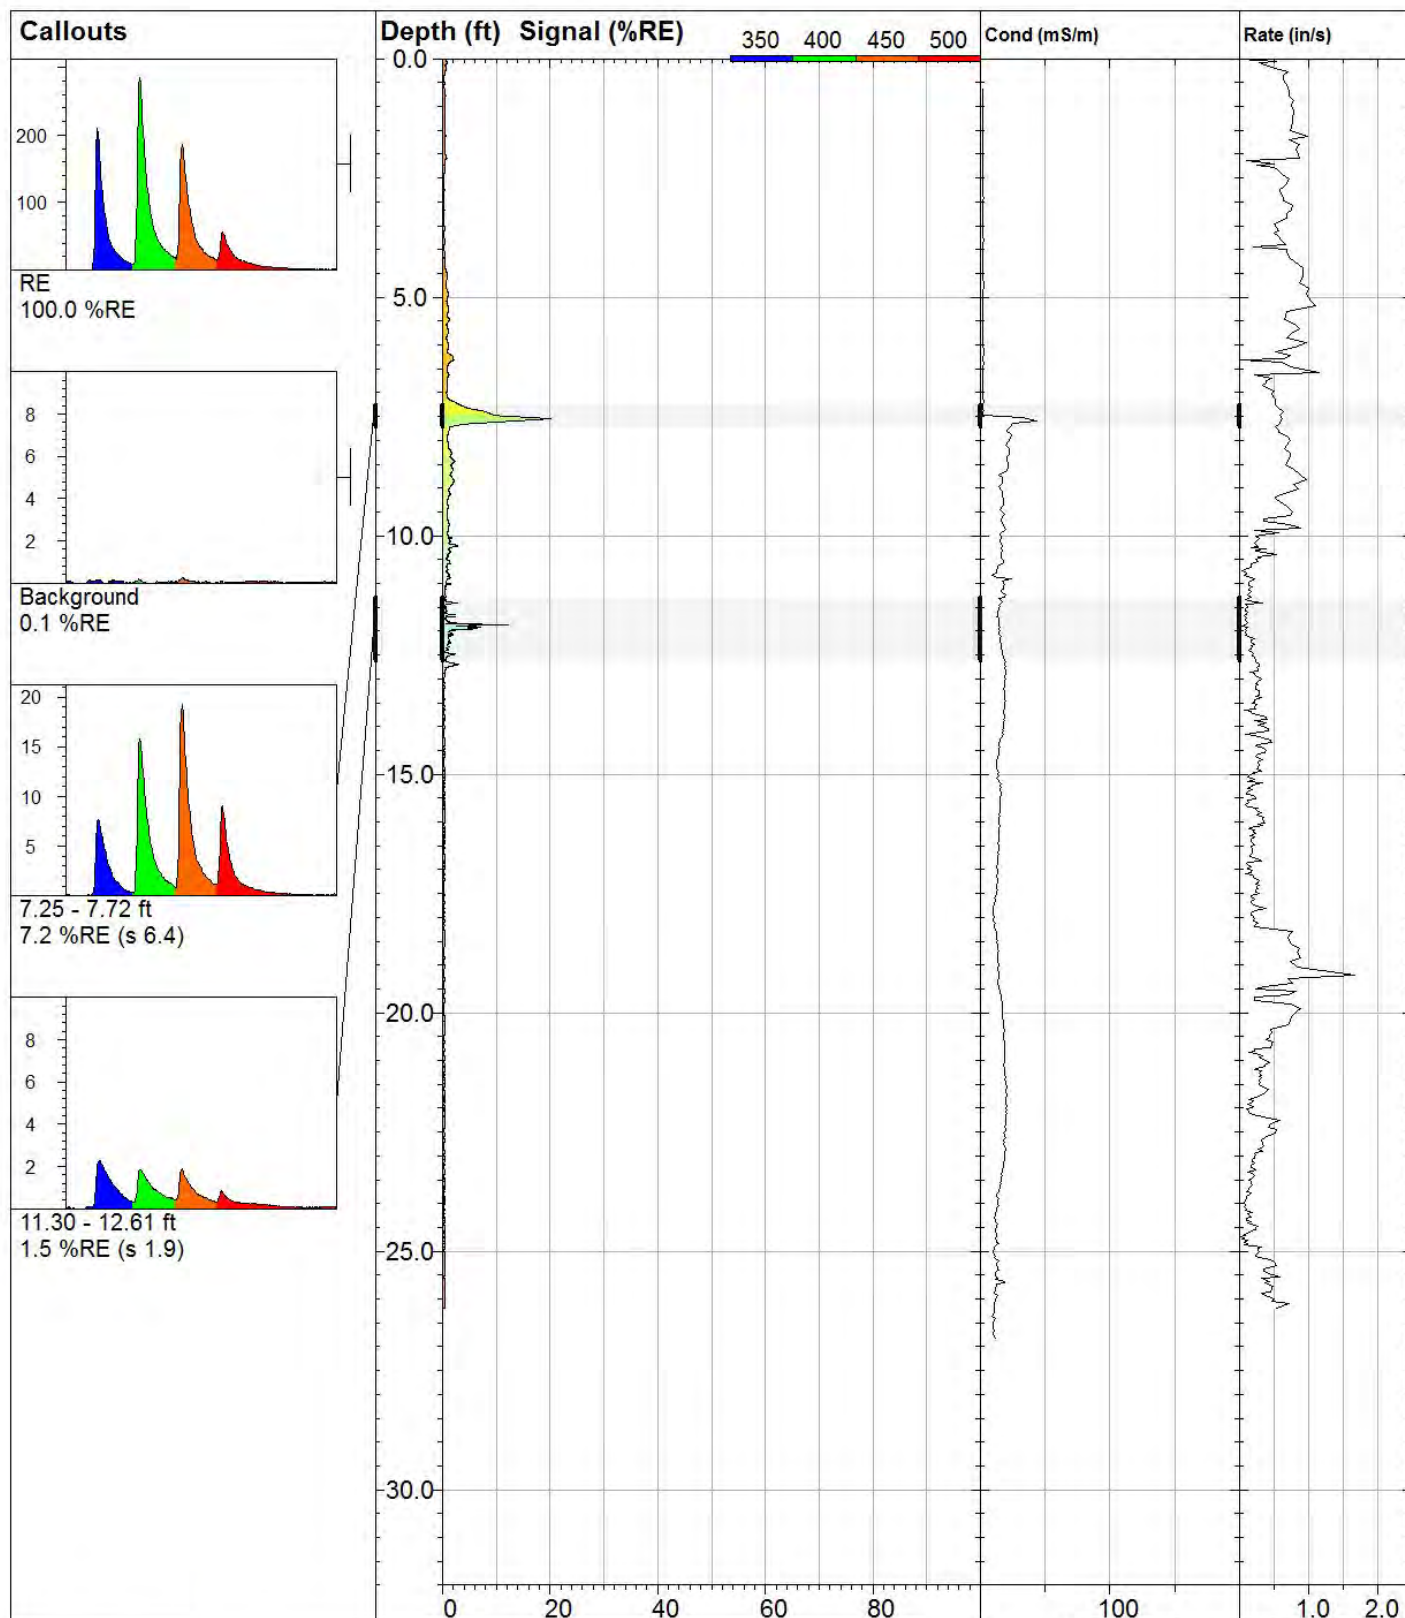 Callouts
Depth (ft) Signal (%RE)
350 400 450 500
Cond (mS/m)
Rate (in/s)
200
100
RE
100.0 %RE
8
6
4
2
Background
0.1 %RE
20
15
10
5
7.25 - 7.72 ft
7.2 %RE (s 6.4)
8
6
4
2
11.30 - 12.61 ft
1.5 %RE (s 1.9)
0.0
5.0
10.0
15.0
20.0
25.0
30.0
0 20 40 60 80
100
1.0 2.0